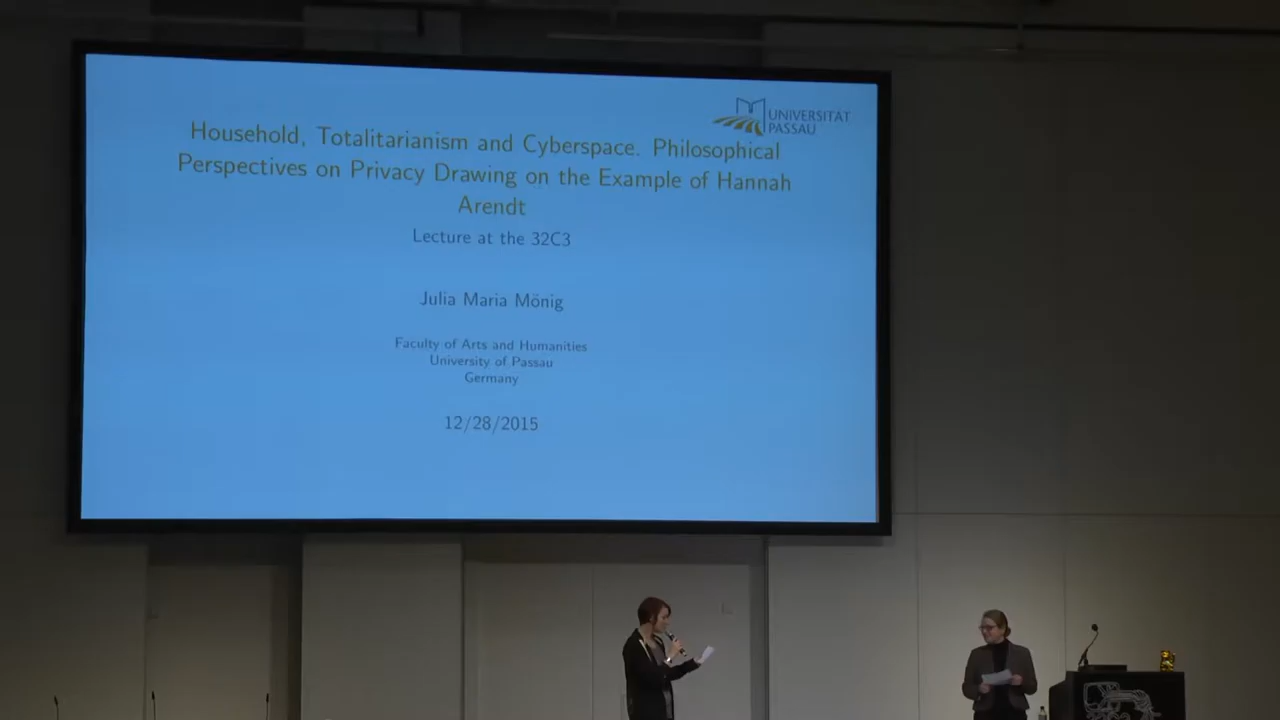 UNIVERSITÄT
PASSAU
Household, Totalitarianism and Cyberspace. Philosophical
Perspectives on Privacy Drawing on the Example of Hannah
Arendt
Lecture at the 32C3
Julia Maria Mönig
Faculty of Arts and Humanities
University of Passau
Germany
12/28/2015